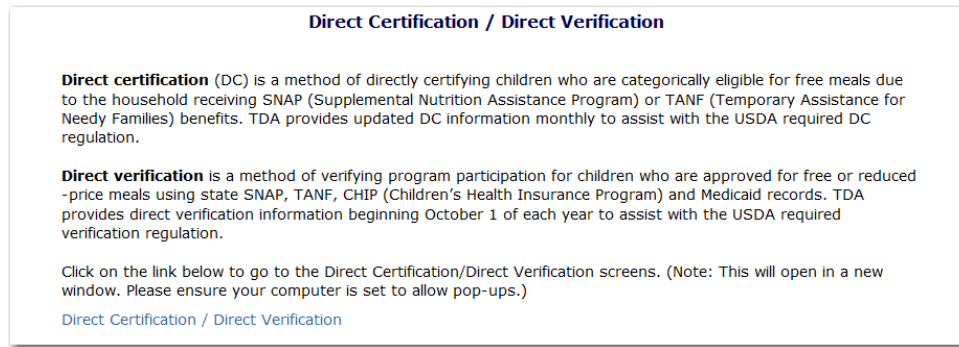 Direct Certification / Direct Verification
Direct certification (DC) is a method of directly certifying children who are categorically eligible for free meals due
to the household receiving SNAP (Supplemental Nutrition Assistance Program) or TANF (Temporary Assistance for
Needy Families) benefits. TDA provides updated DC information monthly to assist with the USDA required DC
regulation.
Direct verification is a method of verifying program participation for children who are approved for free or reduced
-price meals using state SNAP, TANF, CHIP (Children's Health Insurance Program) and Medicaid records. TDA
provides direct verification information beginning October 1 of each year to assist with the USDA required
verification regulation.
Click on the link below to go to the Direct Certification/Direct Verification screens. (Note: This will open in a new
window. Please ensure your computer is set to allow pop-ups.)
Direct Certification / Direct Verification